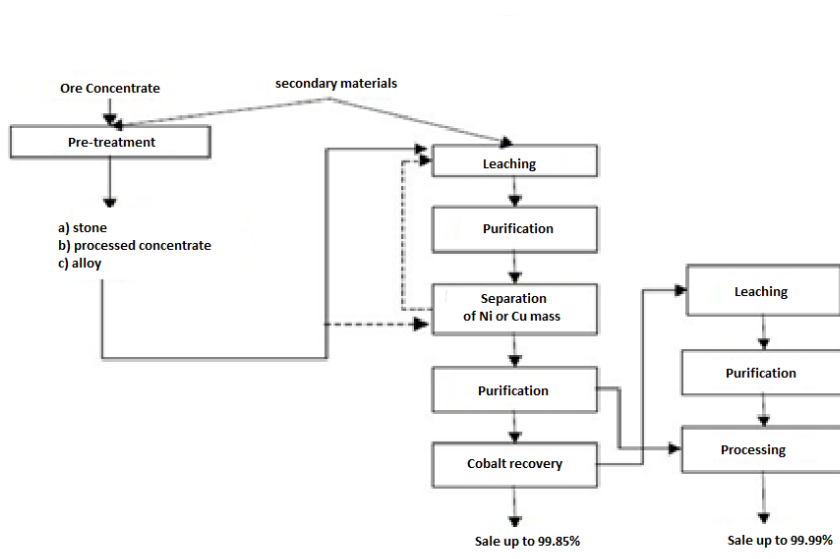 Ore Concentrate
secondary materials
Pre-treatment
a) stone
b) processed concentrate
c) alloy
Leaching
Purification
Separation
of Ni or Cu mass
Purification
Cobalt recovery
Sale up to 99.85%
Leaching
Purification
Processing
Sale up to 99.99%